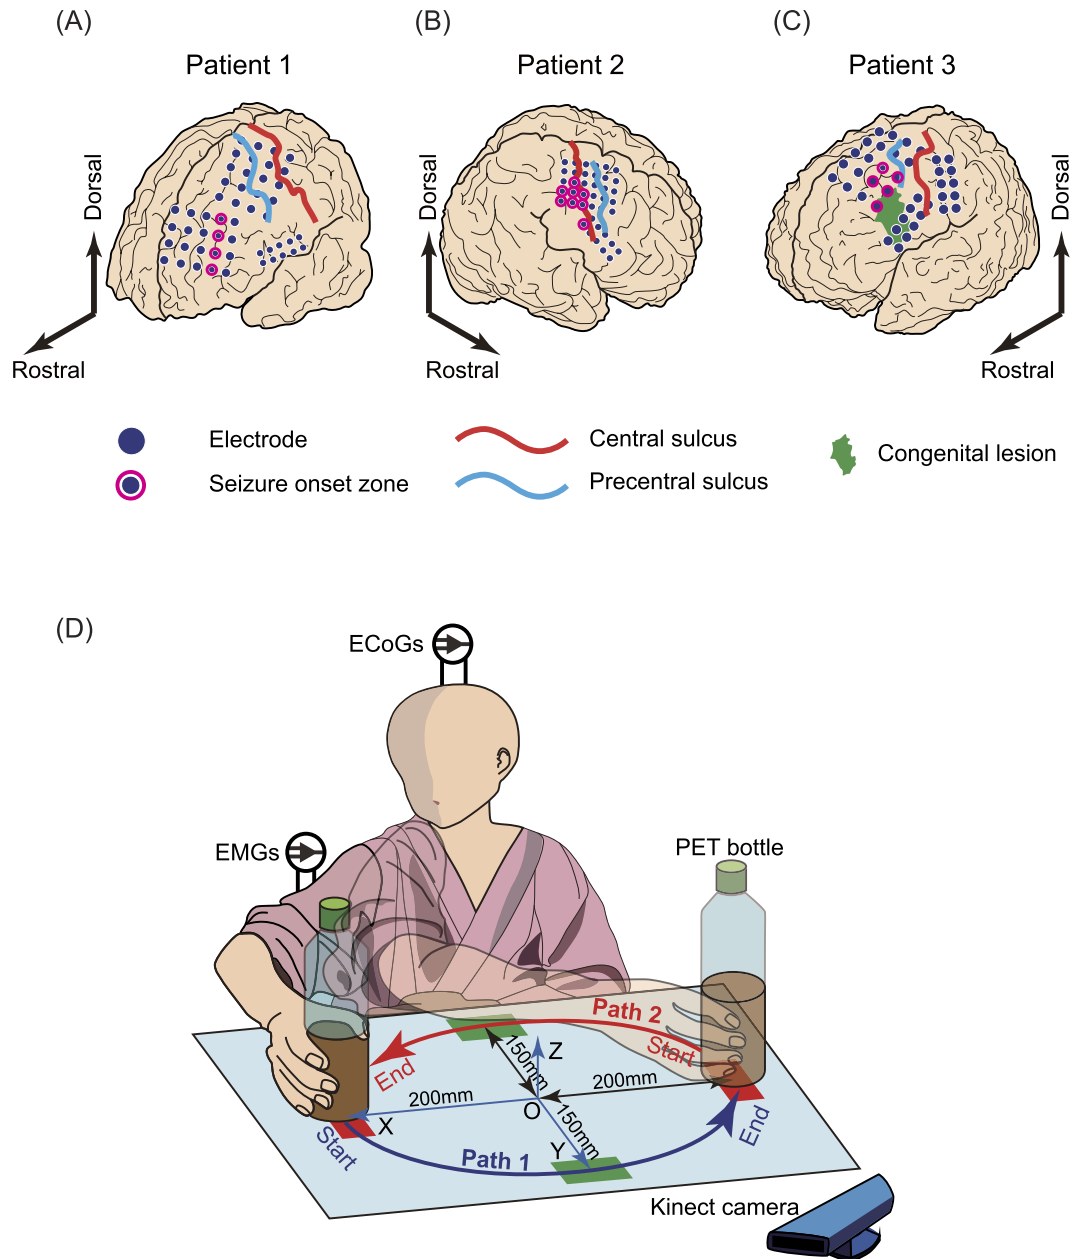 (A)
Patient 1
Dorsal
Rostral
(B)
Patient 2
Dorsal
Rostral
(C)
Patient 3
Dorsal
Rostral
Electrode
Seizure onset zone
Central sulcus
Precentral sulcus
Congenital lesion
(D)
ECoGs
EMGs
PET bottle
Path 2
Start
End
150mm
Z
200mm
200mm
O
X
150mm
Y
Start
Path 1
End
Kinect camera